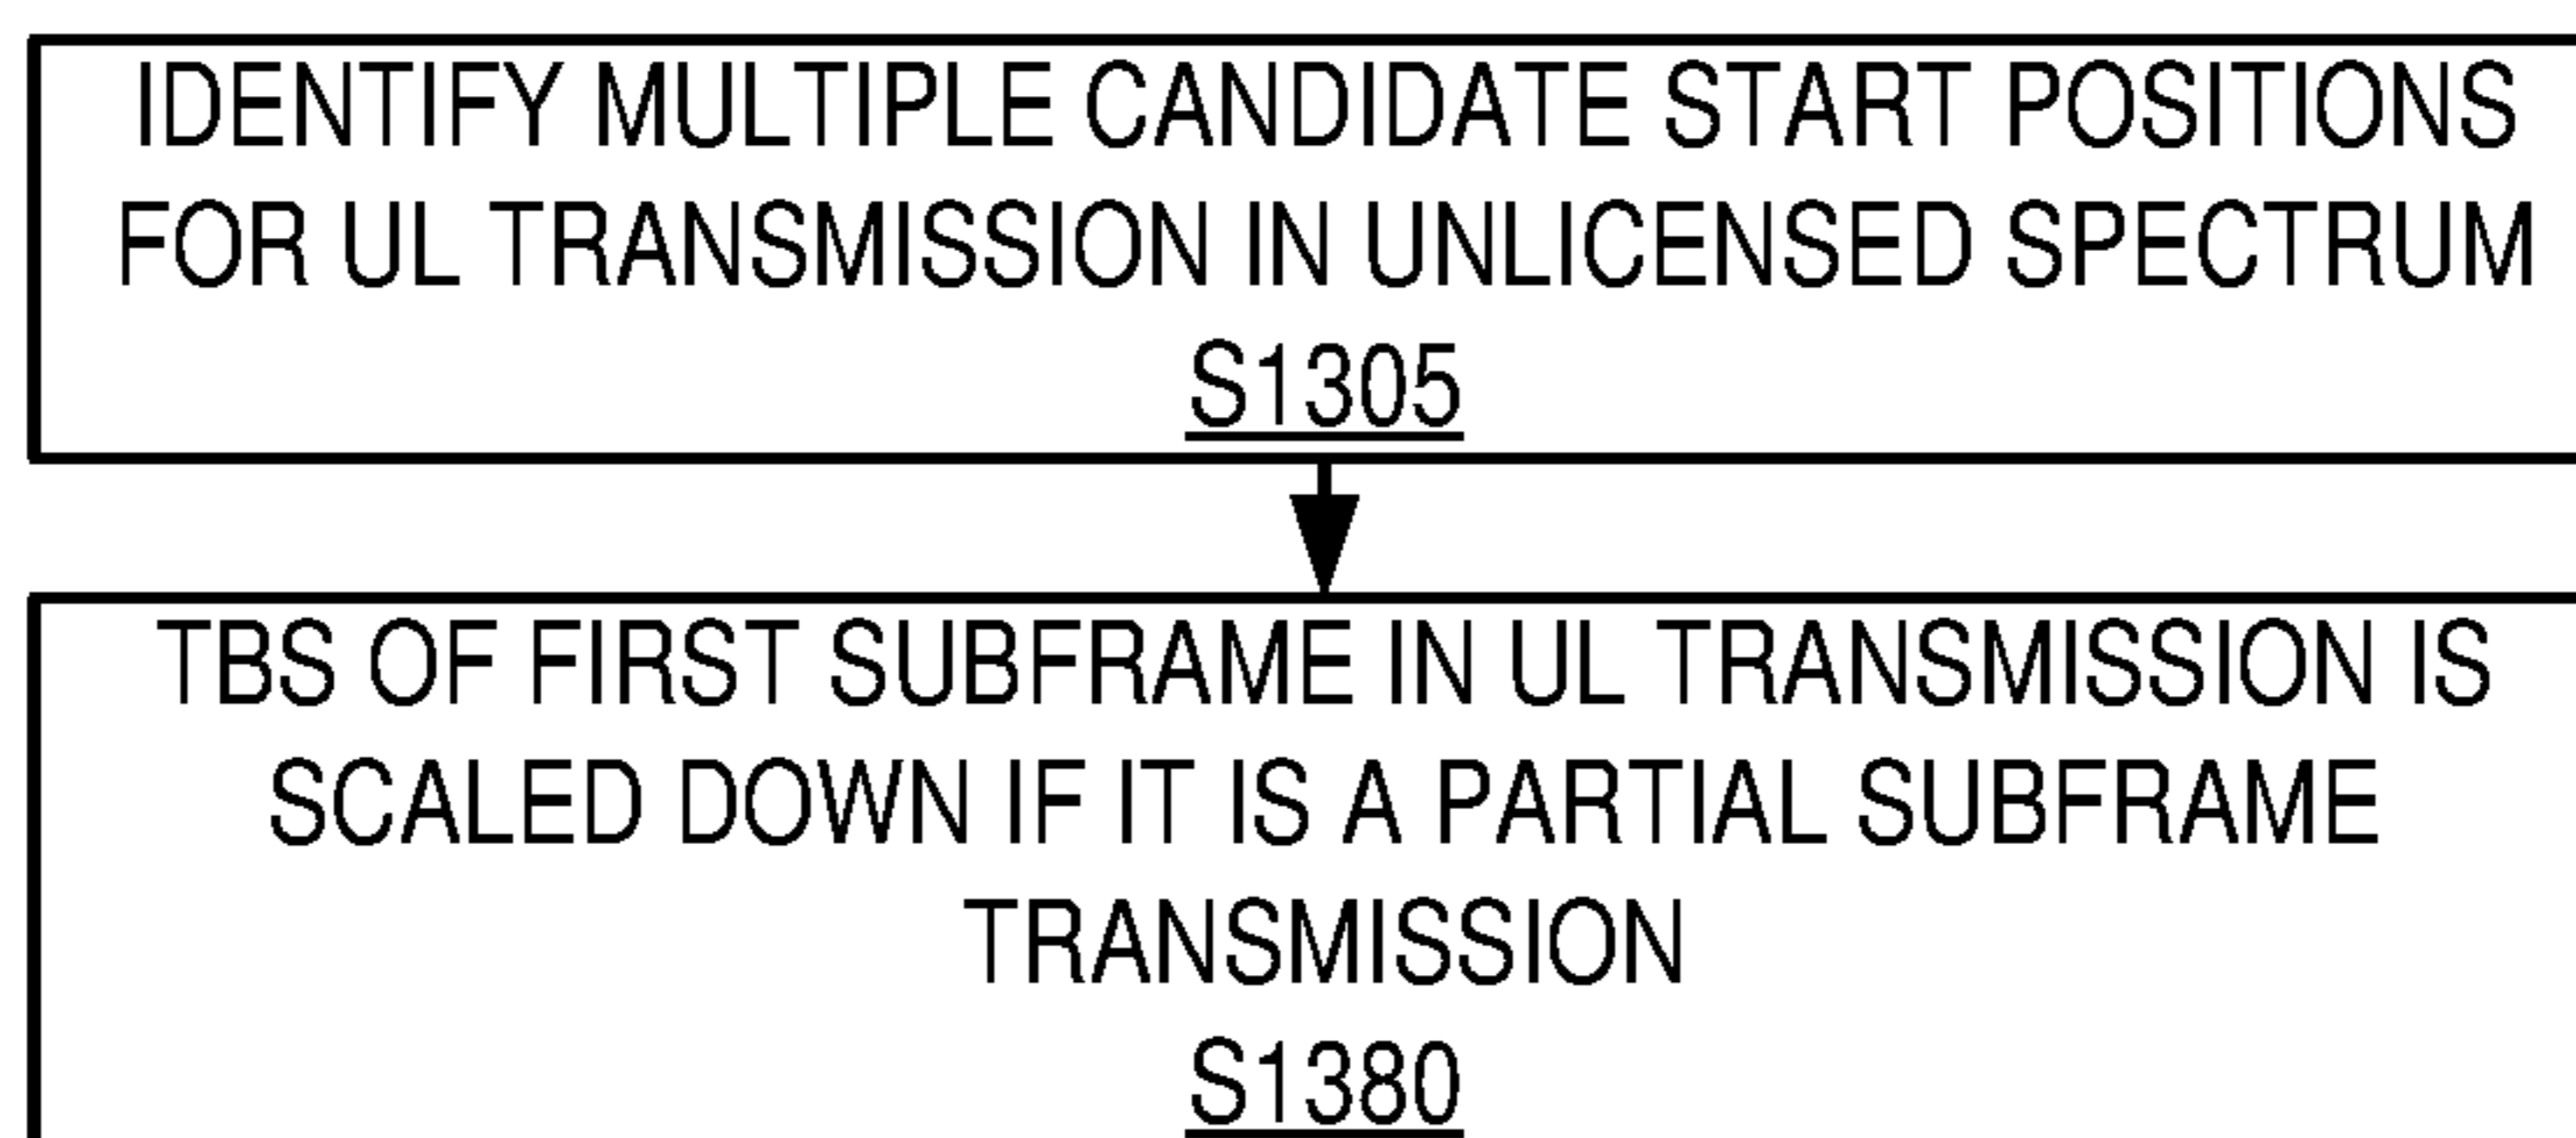 IDENTIFY MULTIPLE CANDIDATE START POSITIONS
FOR UL TRANSMISSION IN UNLICENSED SPECTRUM
S1305
TBS OF FIRST SUBFRAME IN UL TRANSMISSION IS
SCALED DOWN IF IT IS A PARTIAL SUBFRAME
TRANSMISSION
S1380